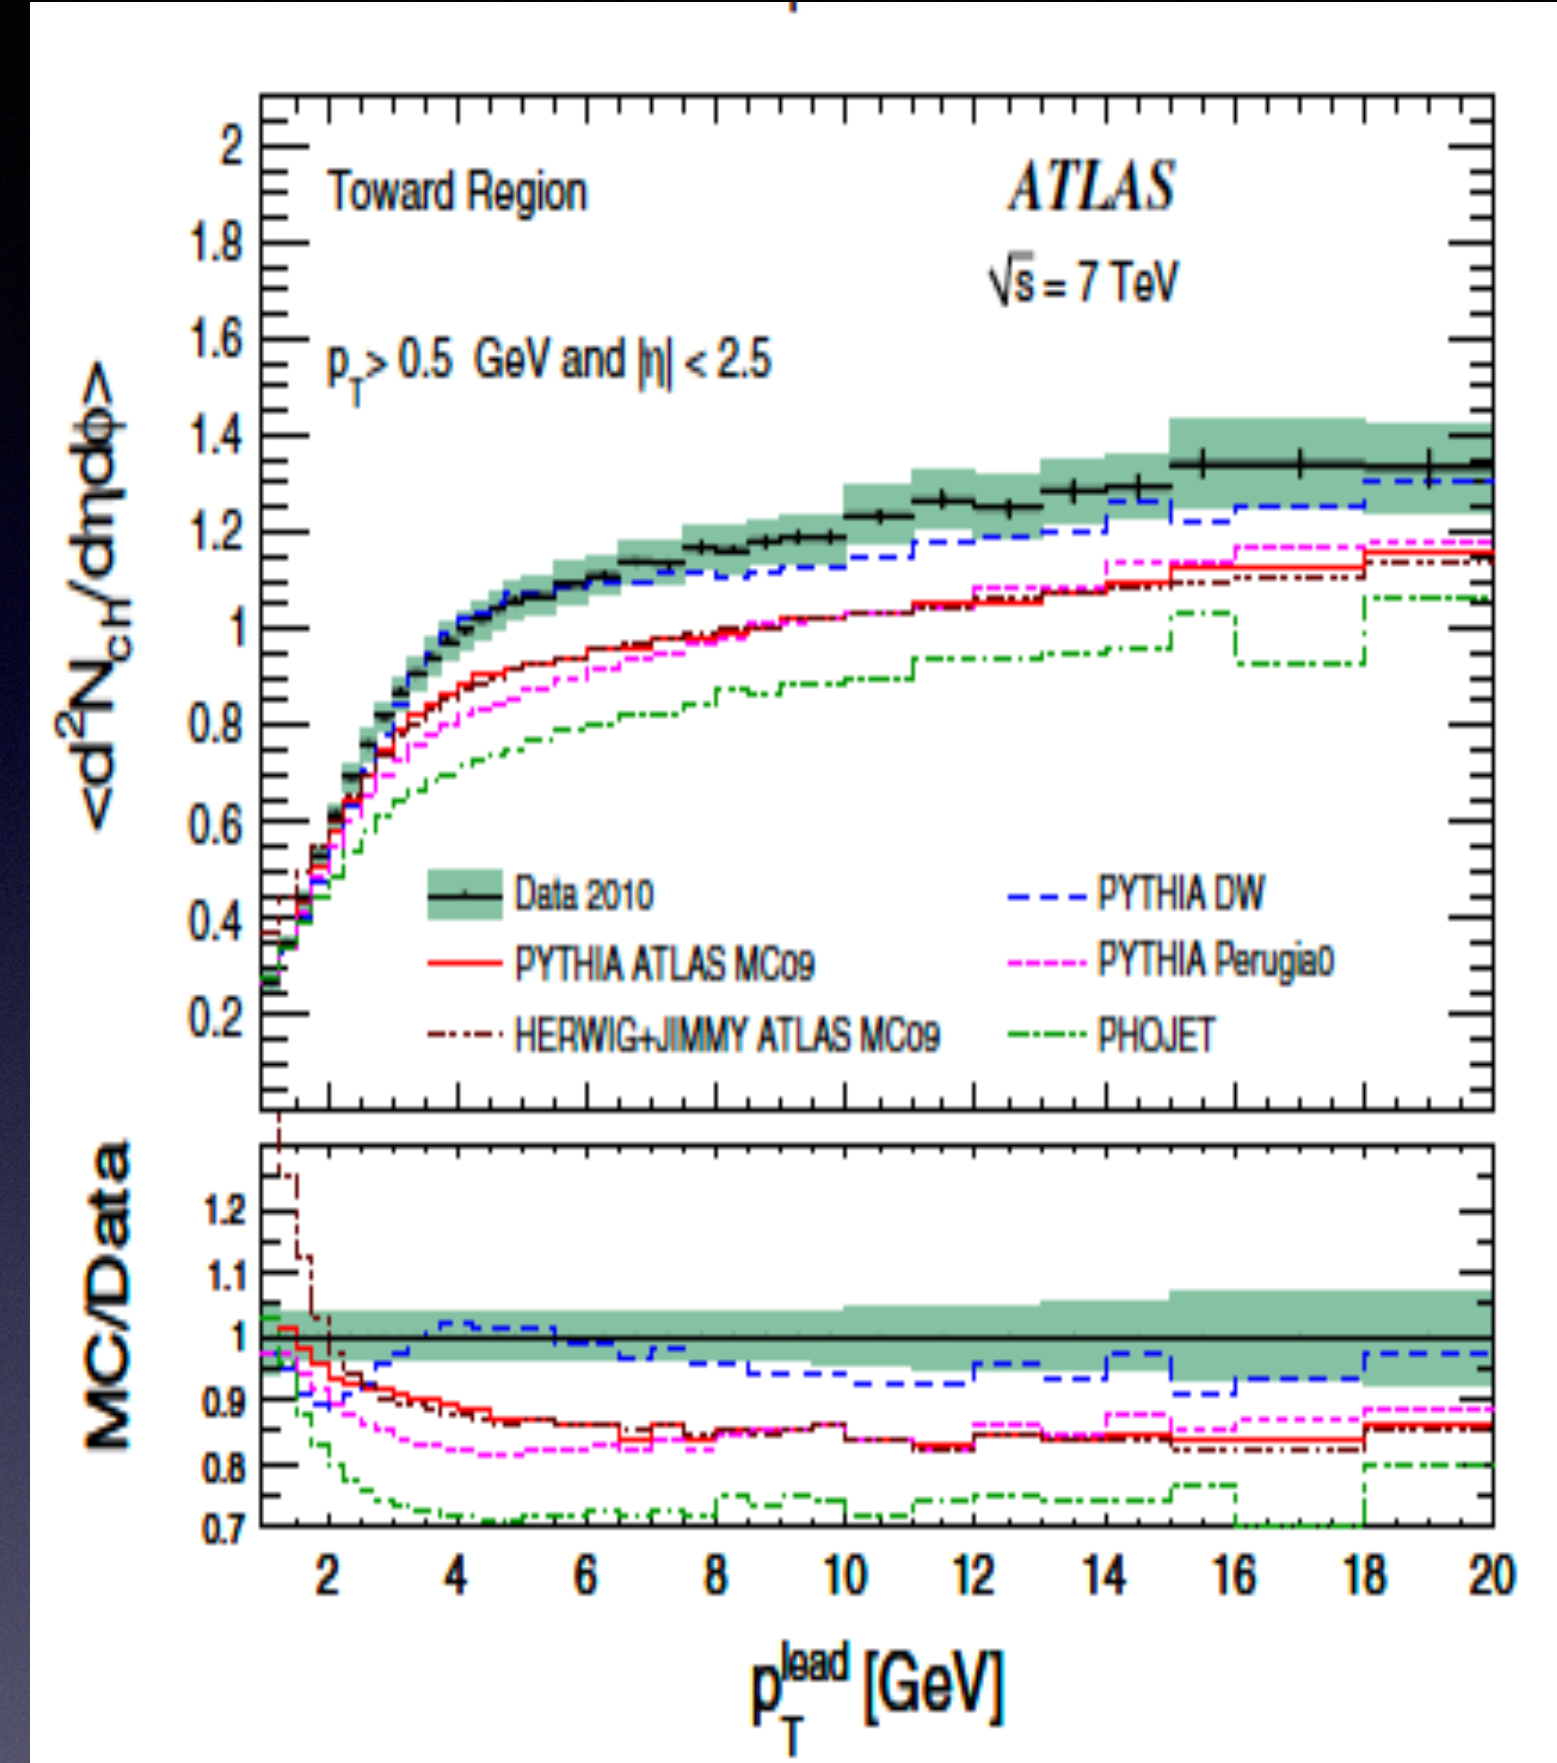 Toward Region
ATLAS
√s = 7 TeV
p_T > 0.5 GeV and |η| < 2.5
<d²N_CH/dηdϕ>
2
1.8
1.6
1.4
1.2
1
0.8
0.6
0.4
0.2
Data 2010
PYTHIA DW
PYTHIA ATLAS MC09
PYTHIA Perugia0
HERWIG+JIMMY ATLAS MC09
PHOJET
MC/Data
1.2
1.1
1
0.9
0.8
0.7
2 4 6 8 10 12 14 16 18 20
p_T^lead [GeV]